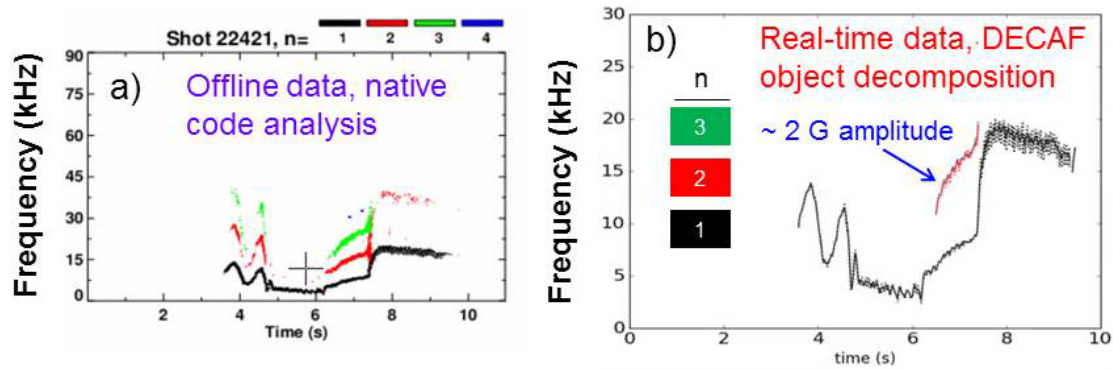 Shot 22421, n= 1 2 3 4
a)
Offline data, native
code analysis
Frequency (kHz)
90
75
60
45
30
15
0
2 4 6 8 10
Time (s)
b)
Real-time data, DECAF
object decomposition
n
3
2
1
~ 2 G amplitude
Frequency (kHz)
30
25
20
15
10
5
0
0 2 4 6 8 10
time (s)